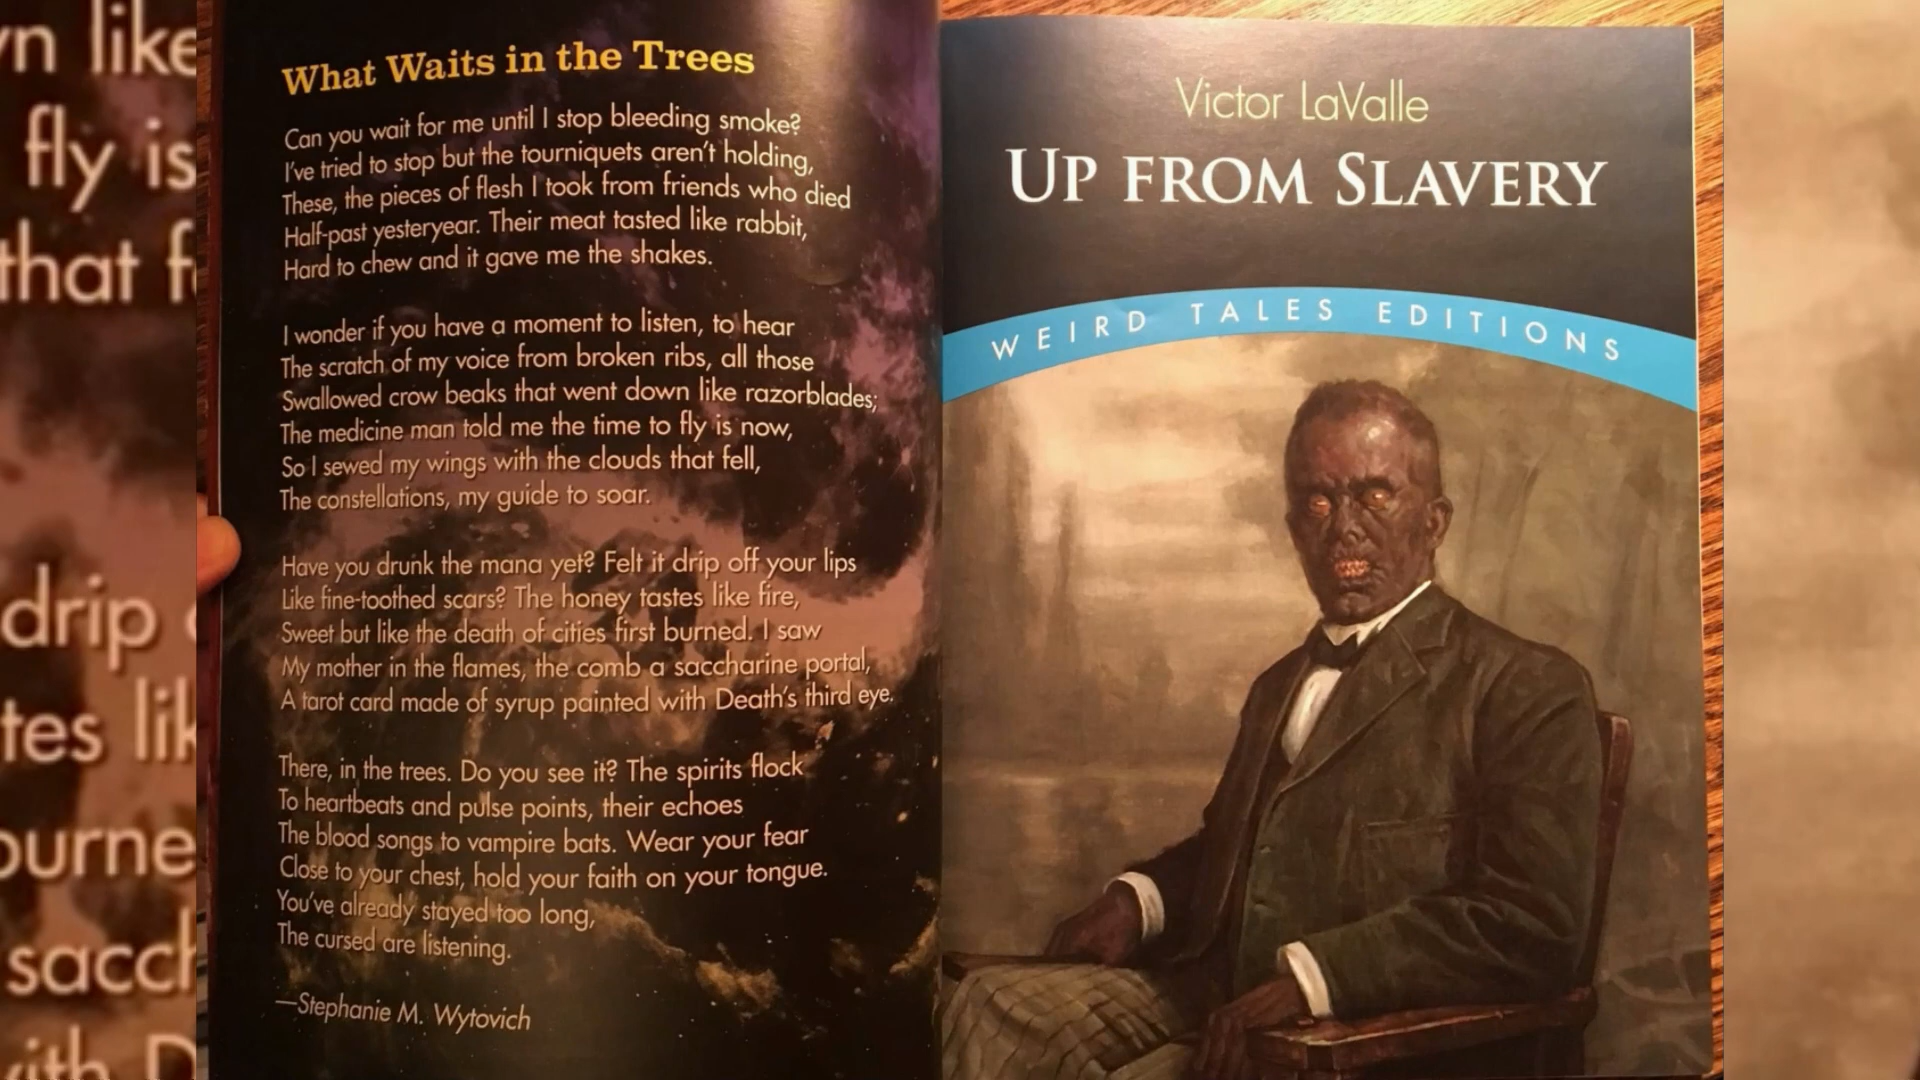 What Waits in the Trees
Can you wait for me until I stop bleeding smoke?
I've tried to stop but the tourniquets aren't holding,
These, the pieces of flesh I took from friends who died
Half-past yesteryear. Their meat tasted like rabbit,
Hard to chew and it gave me the shakes.
I wonder if you have a moment to listen, to hear
The scratch of my voice from broken ribs, all those
Swallowed crow beaks that went down like razorblades;
The medicine man told me the time to fly is now,
So I sewed my wings with the clouds that fell,
The constellations, my guide to soar.
Have you drunk the mana yet? Felt it drip off your lips
Like fine-toothed scars? The honey tastes like fire,
Sweet but like the death of cities first burned. I saw
My mother in the flames, the comb a saccharine portal,
A tarot card made of syrup painted with Death's third eye.
There, in the trees. Do you see it? The spirits flock
To heartbeats and pulse points, their echoes
The blood songs to vampire bats. Wear your fear
Close to your chest, hold your faith on your tongue.
You've already stayed too long,
The cursed are listening.
—Stephanie M. Wytovich
Victor LaValle
UP FROM SLAVERY
WEIRD TALES EDITIONS